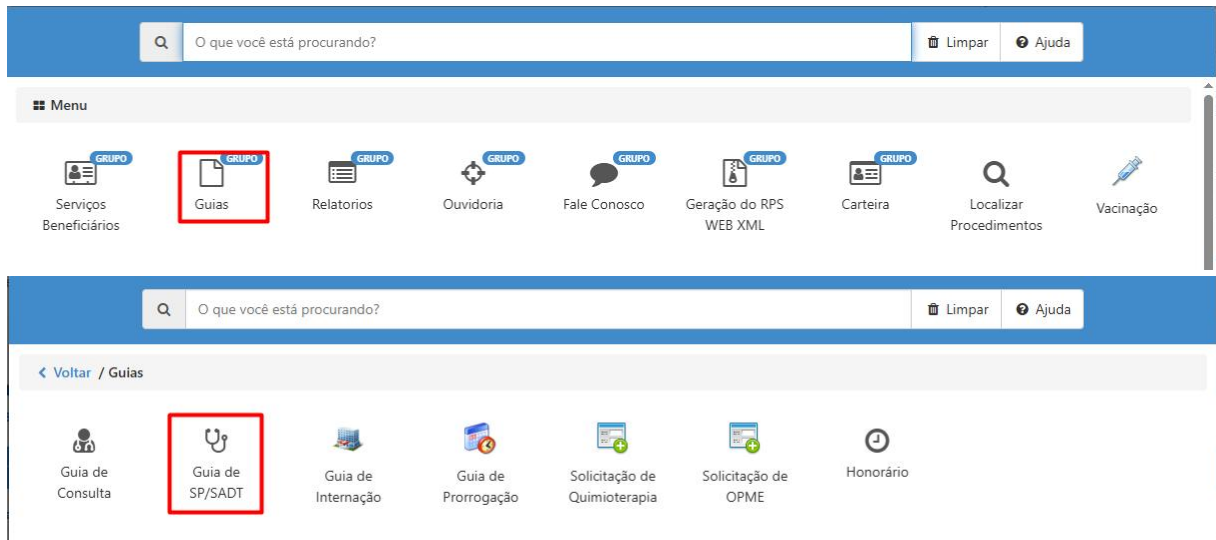 O que você está procurando?
Limpar
Ajuda
Menu
GRUPO
GRUPO
GRUPO
GRUPO
GRUPO
GRUPO
GRUPO
Serviços
Beneficiários
Guias
Relatorios
Ouvidoria
Fale Conosco
Geração do RPS
WEB XML
Carteira
Localizar
Procedimentos
Vacinação
O que você está procurando?
Limpar
Ajuda
Voltar / Guias
Guia de
Consulta
Guia de
SP/SADT
Guia de
Internação
Guia de
Prorrogação
Solicitação de
Quimioterapia
Solicitação de
OPME
Honorário